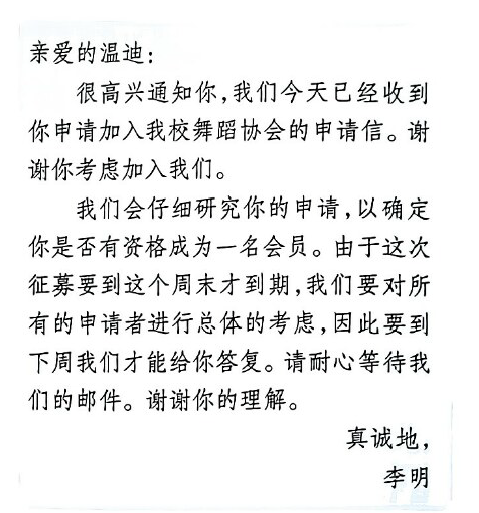 亲爱的温迪：
很高兴通知你，我们今天已经收到
你申请加入我校舞蹈协会的申请信。谢
谢你考虑加入我们。
我们会仔细研究你的申请，以确定
你是否有资格成为一名会员。由于这次
征募要到这个周末才到期，我们要对所
有的申请者进行总体的考虑，因此要到
下周我们才能给你答复。请耐心等待我
们的邮件。谢谢你的理解。
真诚地，
李明